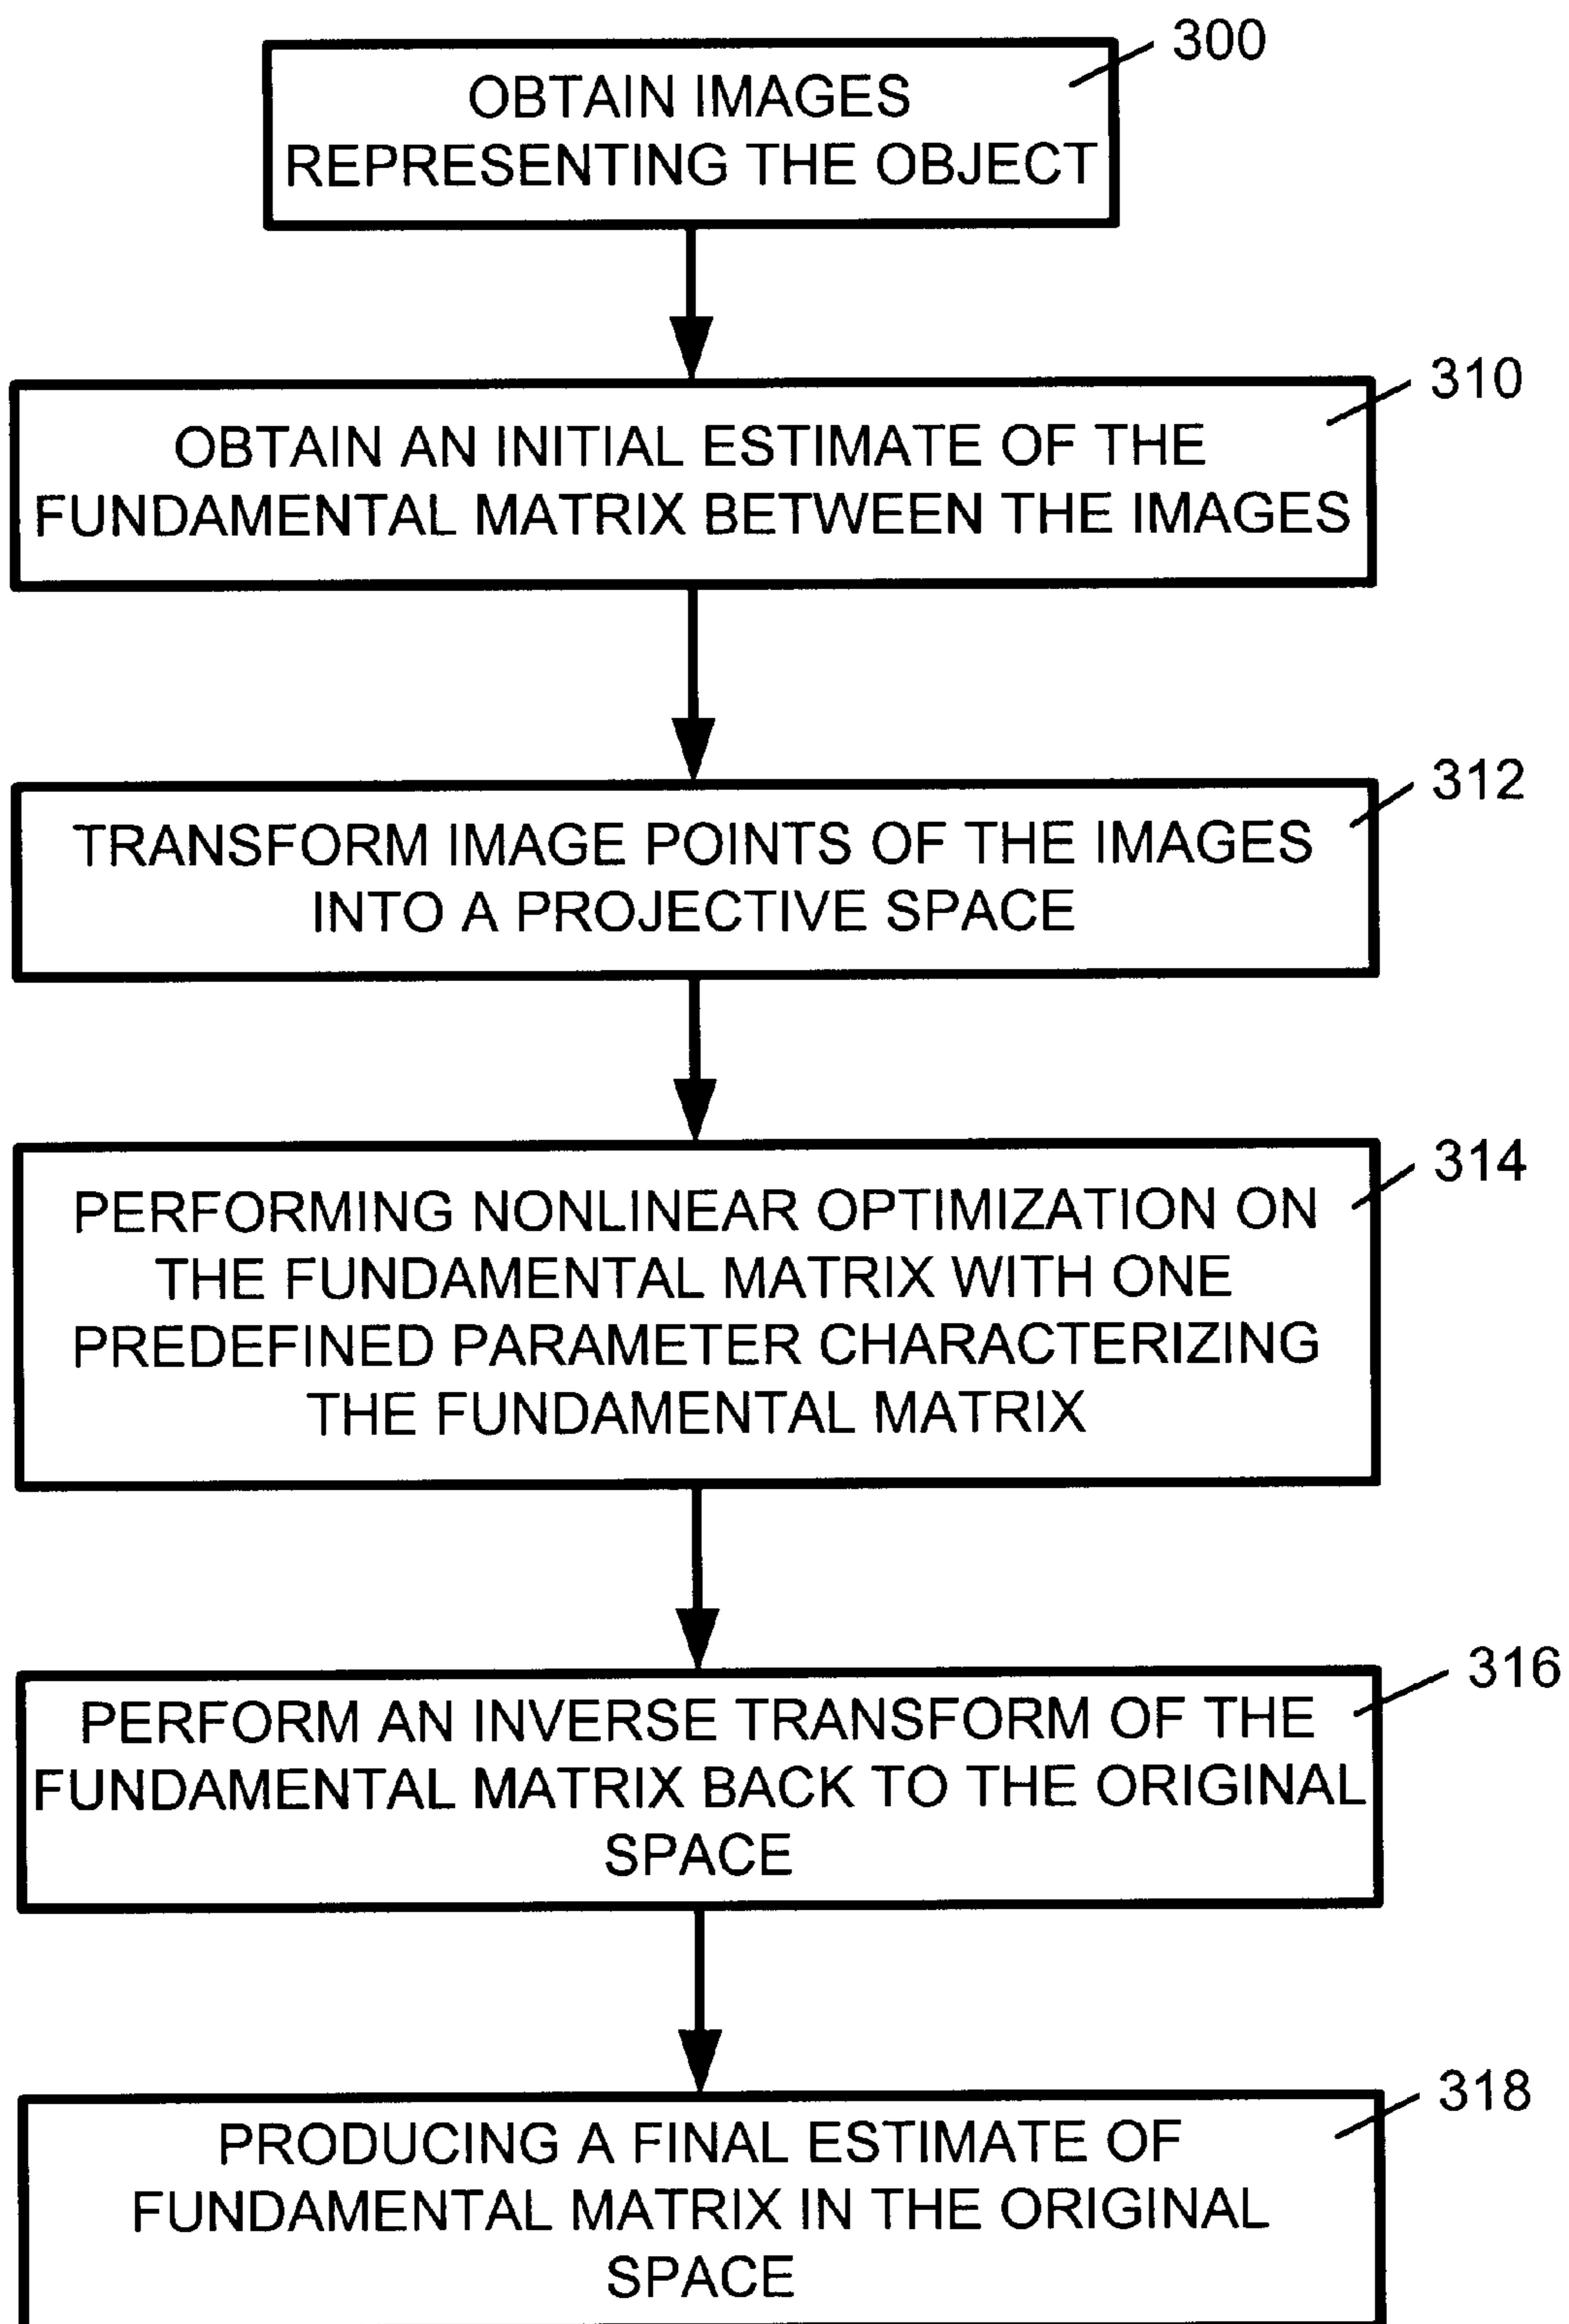 300
OBTAIN IMAGES
REPRESENTING THE OBJECT
310
OBTAIN AN INITIAL ESTIMATE OF THE
FUNDAMENTAL MATRIX BETWEEN THE IMAGES
312
TRANSFORM IMAGE POINTS OF THE IMAGES
INTO A PROJECTIVE SPACE
314
PERFORMING NONLINEAR OPTIMIZATION ON
THE FUNDAMENTAL MATRIX WITH ONE
PREDEFINED PARAMETER CHARACTERIZING
THE FUNDAMENTAL MATRIX
316
PERFORM AN INVERSE TRANSFORM OF THE
FUNDAMENTAL MATRIX BACK TO THE ORIGINAL
SPACE
318
PRODUCING A FINAL ESTIMATE OF
FUNDAMENTAL MATRIX IN THE ORIGINAL
SPACE